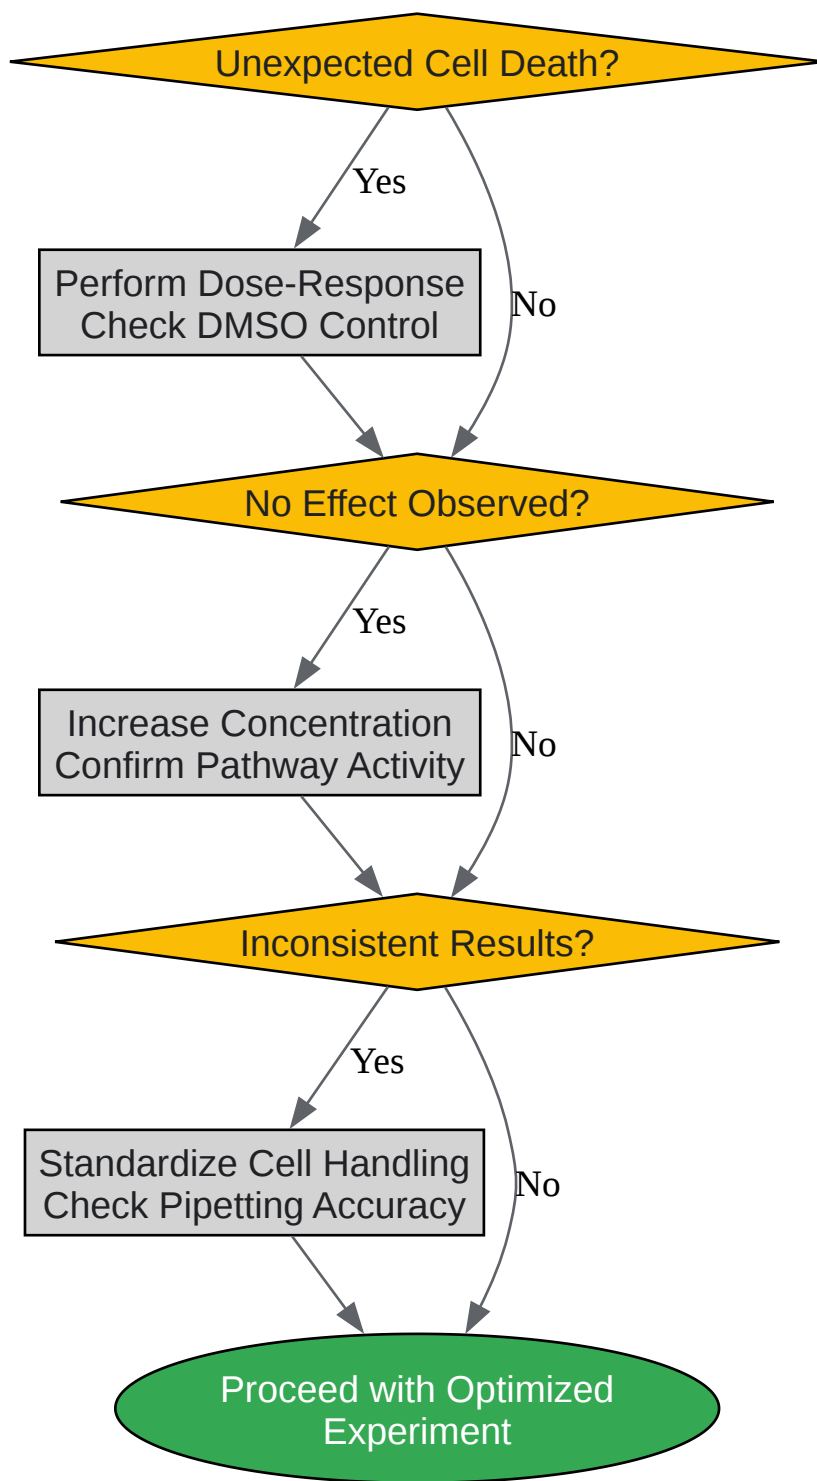 Unexpected Cell Death?
Yes
Perform Dose-Response
Check DMSO Control
No
No Effect Observed?
Yes
Increase Concentration
Confirm Pathway Activity
No
Inconsistent Results?
Yes
Standardize Cell Handling
Check Pipetting Accuracy
No
Proceed with Optimized
Experiment